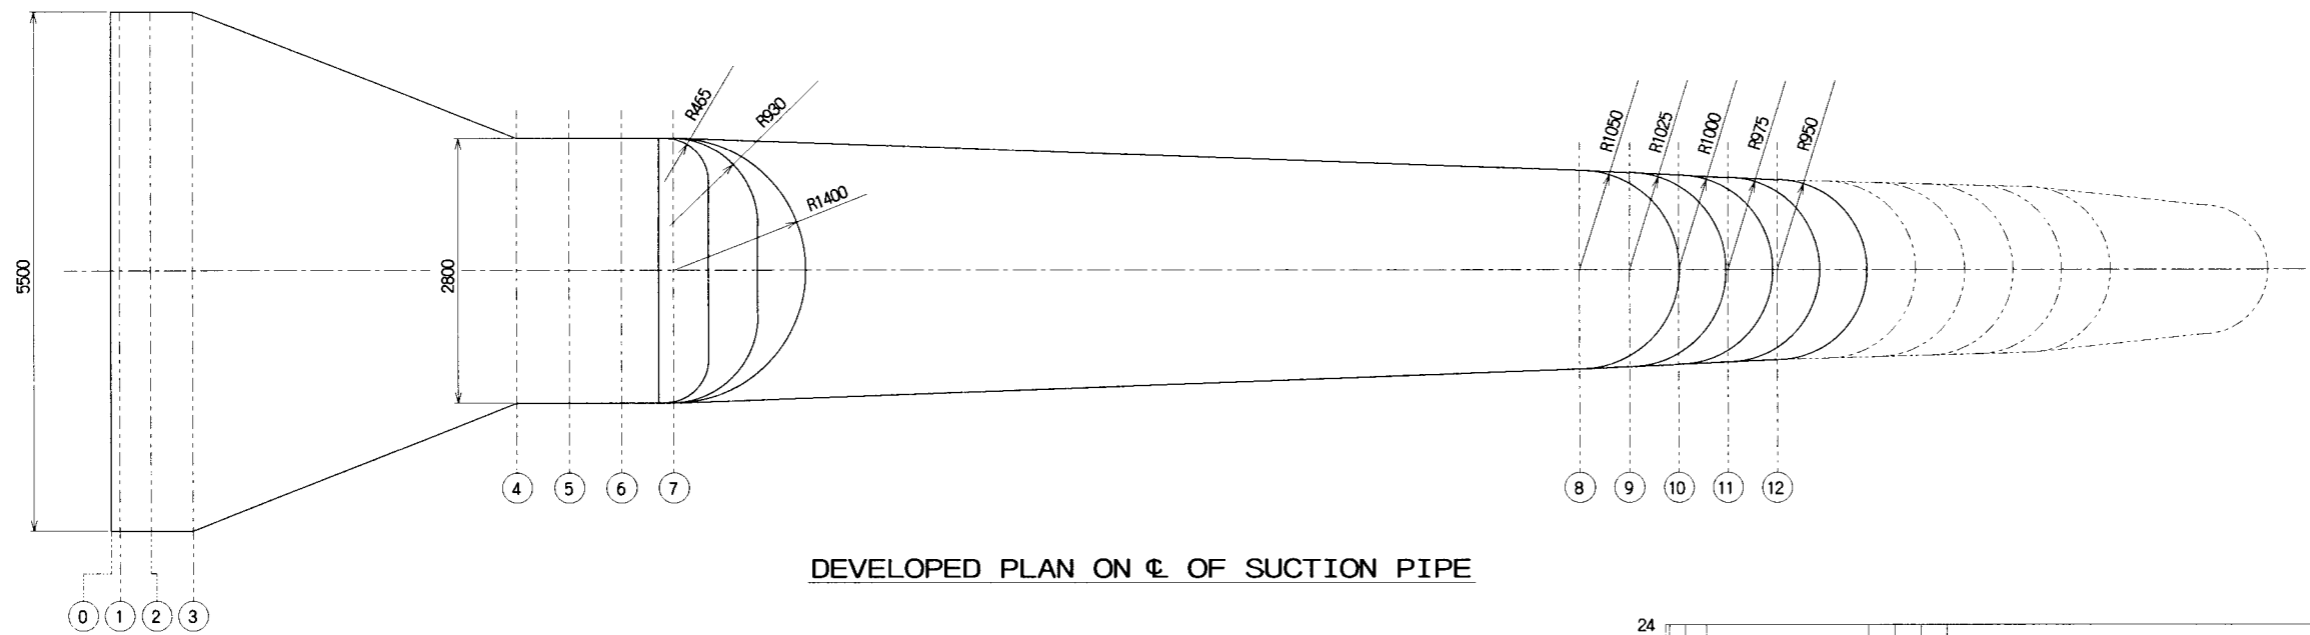 R465
R930
R1400
R1050
R1025
R1000
R975
R950
5500
2800
4 5 6 7 8 9 10 11 12
DEVELOPED PLAN ON ℄ OF SUCTION PIPE
0 1 2 3
24